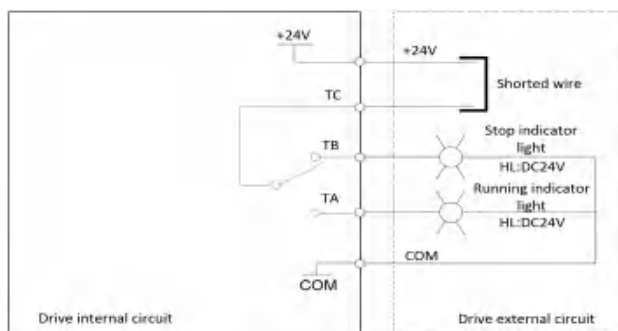 +24V
+24V
Shorted wire
TC
Stop indicator
light
TB
HL:DC24V
Running indicator
light
TA
HL:DC24V
COM
COM
Drive internal circuit
Drive external circuit